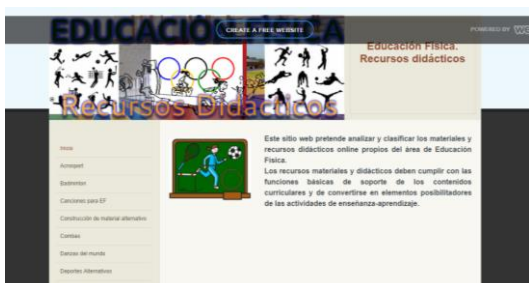 EDUCACIÓN FÍSICA
CREATE A FREE WEBSITE
POWERED BY
Recursos Didácticos
Educación Física.
Recursos didácticos
Inicio
Acrosport
Badminton
Canciones para EF
Construcción de material alternativo
Combas
Danzas del mundo
Deportes Alternativos
Este sitio web pretende analizar y clasificar los materiales y
recursos didácticos online propios del área de Educación
Física.
Los recursos materiales y didácticos deben cumplir con las
funciones básicas de soporte de los contenidos
curriculares y de convertirse en elementos posibilitadores
de las actividades de enseñanza-aprendizaje.